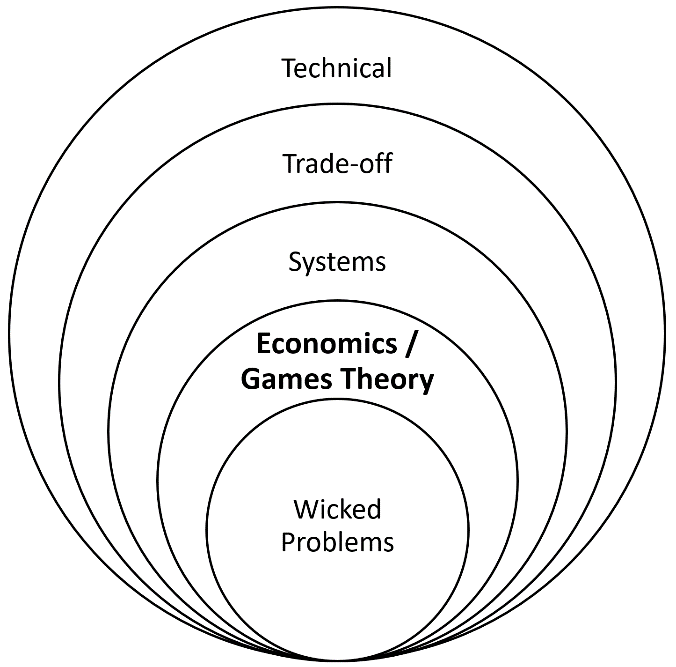 Technical
Trade-off
Systems
Economics /
Games Theory
Wicked
Problems